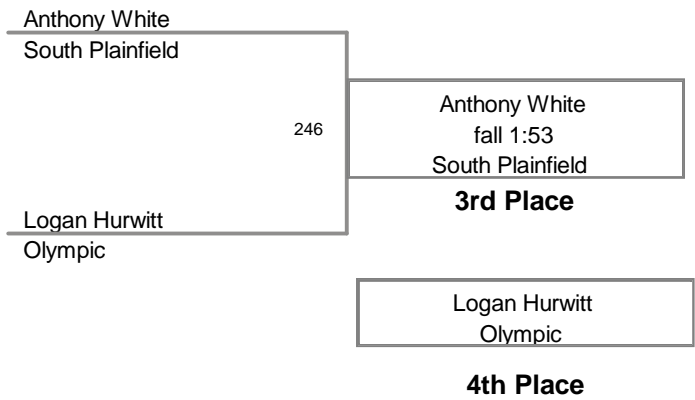 Anthony White
South Plainfield
246
Anthony White
fall 1:53
South Plainfield
3rd Place
Logan Hurwitt
Olympic
Logan Hurwitt
Olympic
4th Place